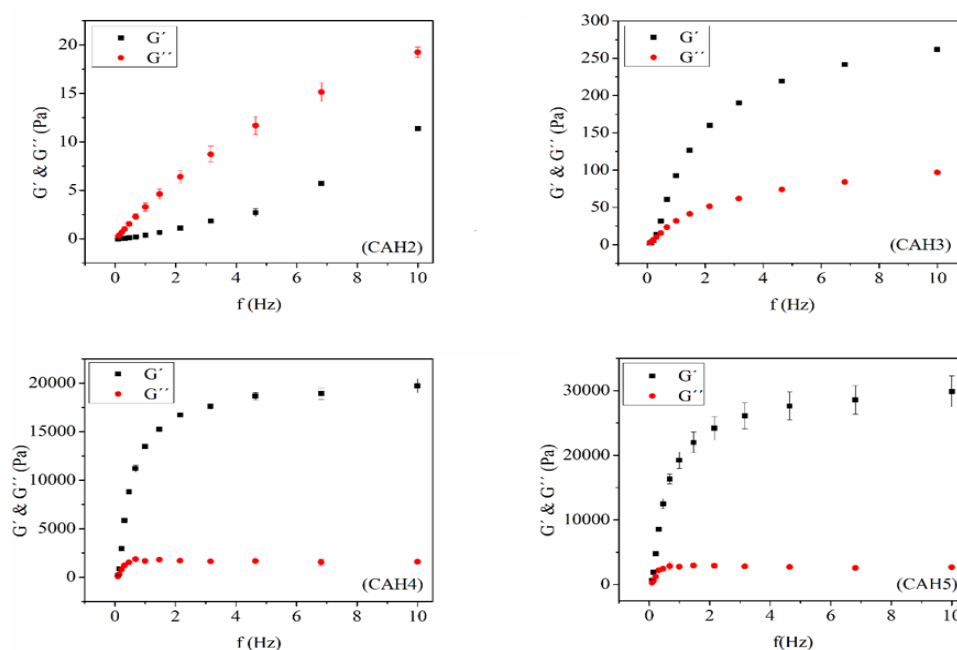 G´
G´´
G´ & G´´ (Pa)
20
15
10
5
0
0 2 4 6 8 10
f (Hz)
(CAH2)
G´
G´´
G´ & G´´ (Pa)
300
250
200
150
100
50
0
0 2 4 6 8 10
f (Hz)
(CAH3)
G´
G´´
G´ & G´´ (Pa)
20000
15000
10000
5000
0
0 2 4 6 8 10
f (Hz)
(CAH4)
G´
G´´
G´ & G´´ (Pa)
30000
20000
10000
0
0 2 4 6 8 10
f(Hz)
(CAH5)